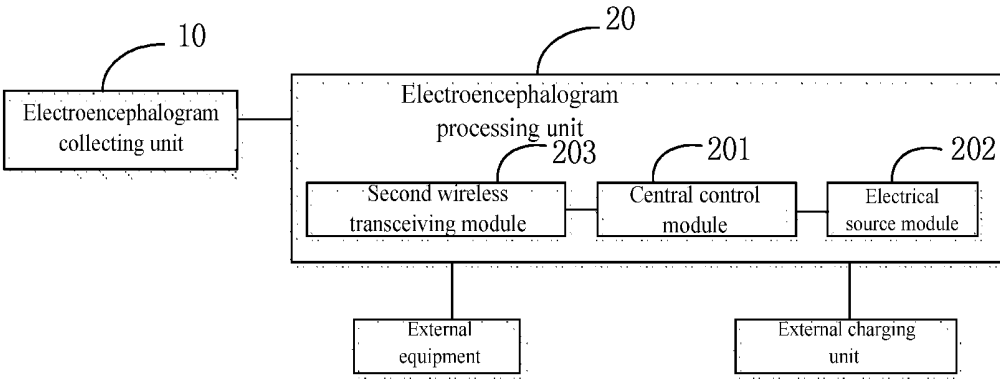 10
20
Electroencephalogram
collecting unit
Electroencephalogram
processing unit
203
201
202
Second wireless
transceiving module
Central control
module
Electrical
source module
External
equipment
External charging
unit